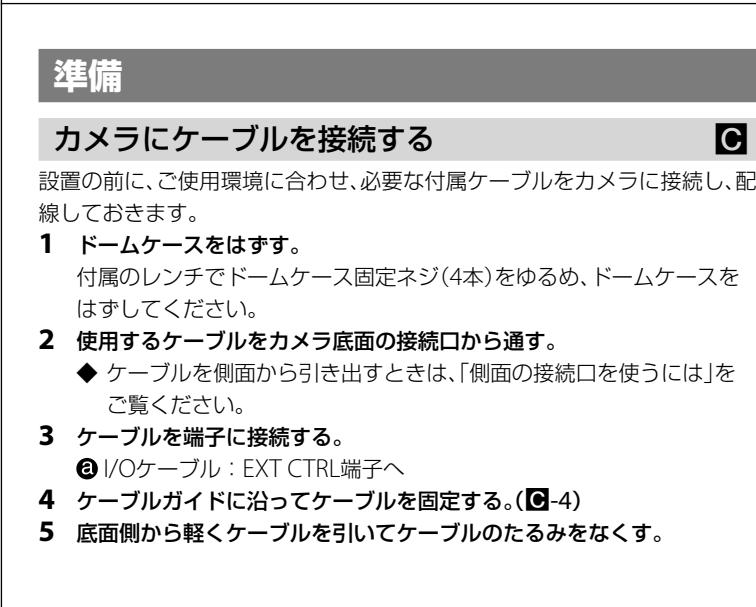 準備
カメラにケーブルを接続する C
設置の前に、ご使用環境に合わせ、必要な付属ケーブルをカメラに接続し、配
線しておきます。
1 ドームケースをはずす。
付属のレンチでドームケース固定ネジ（4本）をゆるめ、ドームケースを
はずしてください。
2 使用するケーブルをカメラ底面の接続口から通す。
◆ ケーブルを側面から引き出すときは、「側面の接続口を使うには」を
ご覧ください。
3 ケーブルを端子に接続する。
a I/Oケーブル：EXT CTRL端子へ
4 ケーブルガイドに沿ってケーブルを固定する。（C-4）
5 底面側から軽くケーブルを引いてケーブルのたるみをなくす。